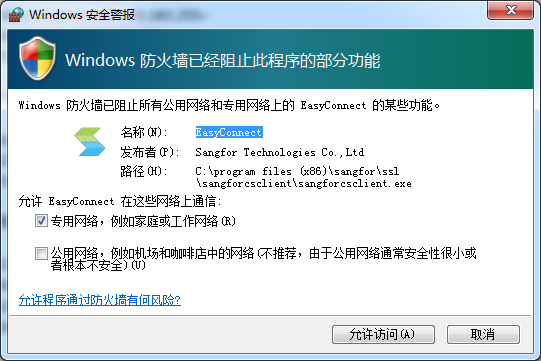 Windows 安全警报
Windows 防火墙已经阻止此程序的部分功能
Windows 防火墙已阻止所有公用网络和专用网络上的 EasyConnect 的某些功能。
名称(N): EasyConnect
发布者(P): Sangfor Technologies Co.,Ltd
路径(H): C:\program files (x86)\sangfor\ssl
\sangforcsclient\sangforcsclient.exe
允许 EasyConnect 在这些网络上通信:
专用网络，例如家庭或工作网络(R)
公用网络，例如机场和咖啡店中的网络(不推荐，由于公用网络通常安全性很小或
者根本不安全)(U)
允许程序通过防火墙有何风险?
允许访问(A) 取消